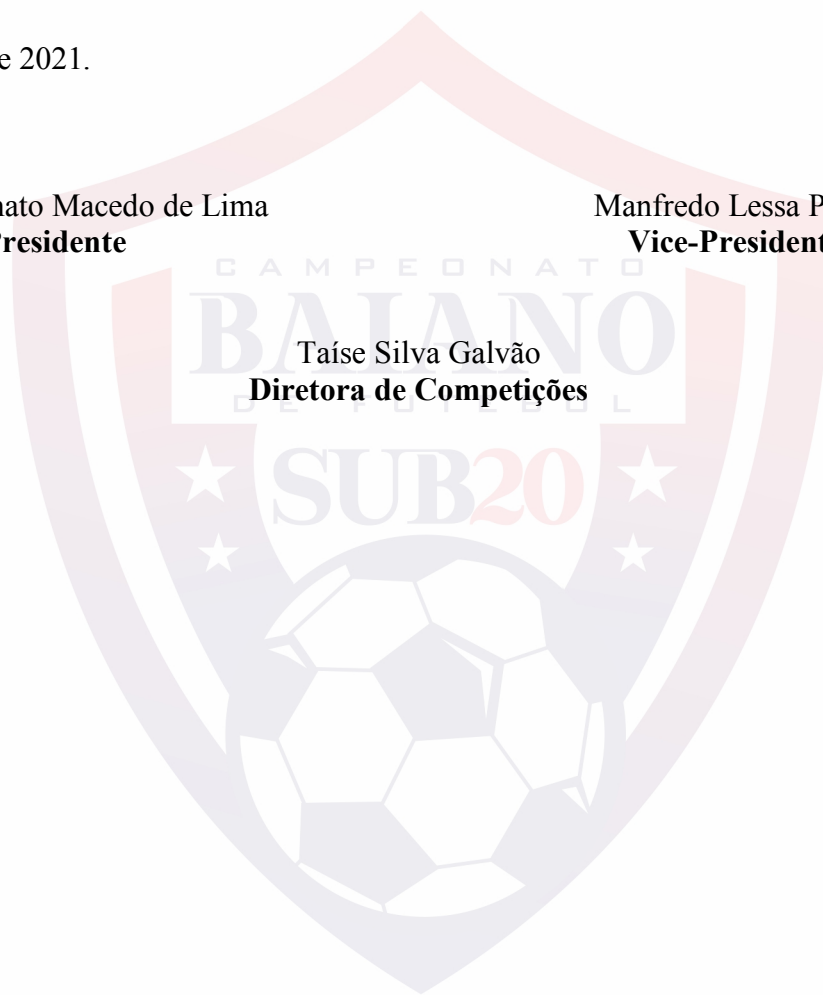 e 2021.
nato Macedo de Lima
Manfredo Lessa P
residente
Vice-President
CAMPEONATO
BAIANO
Taíse Silva Galvão
Diretora de Competições
DE FUTEBOL
SUB20